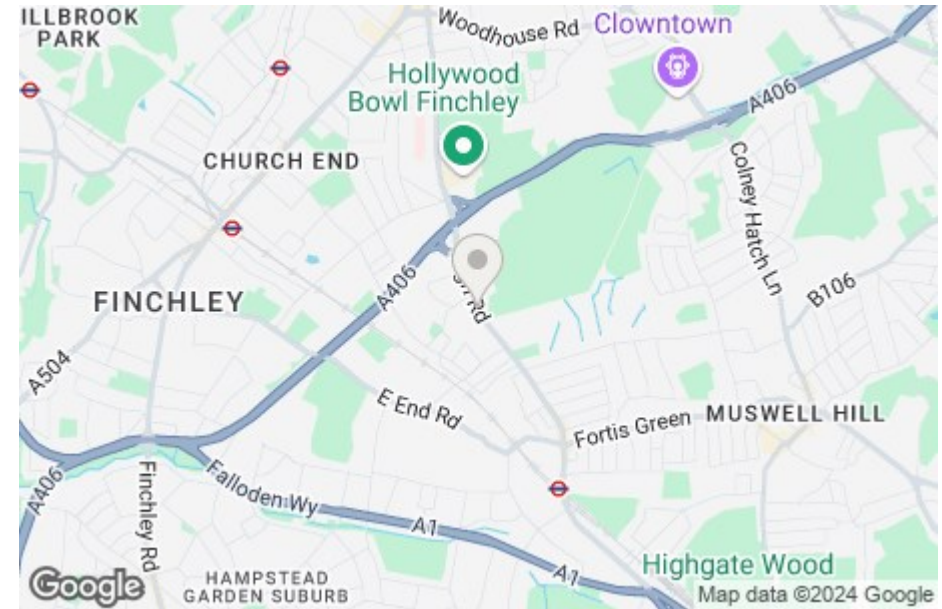 ILLBROOK
PARK
Woodhouse Rd
Clowntown
Hollywood
Bowl Finchley
A406
CHURCH END
Colney Hatch Ln
A406
FINCHLEY
B106
A504
E End Rd
Fortis Green
MUSWELL HILL
A406
Finchley Rd
Falloden Wy
A1
A1
Highgate Wood
HAMPSTEAD
GARDEN SUBURB
Google
Map data ©2024 Google